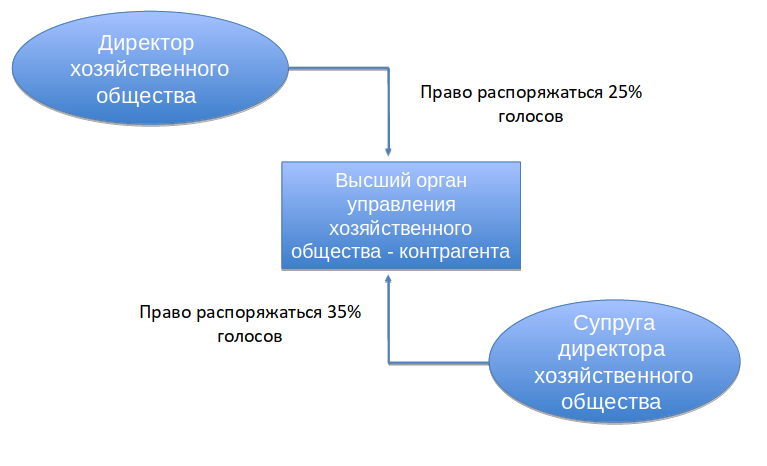 Директор
хозяйственного
общества
Право распоряжаться 25%
голосов
Высший орган
управления
хозяйственного
общества - контрагента
Право распоряжаться 35%
голосов
Супруга
директора
хозяйственного
общества